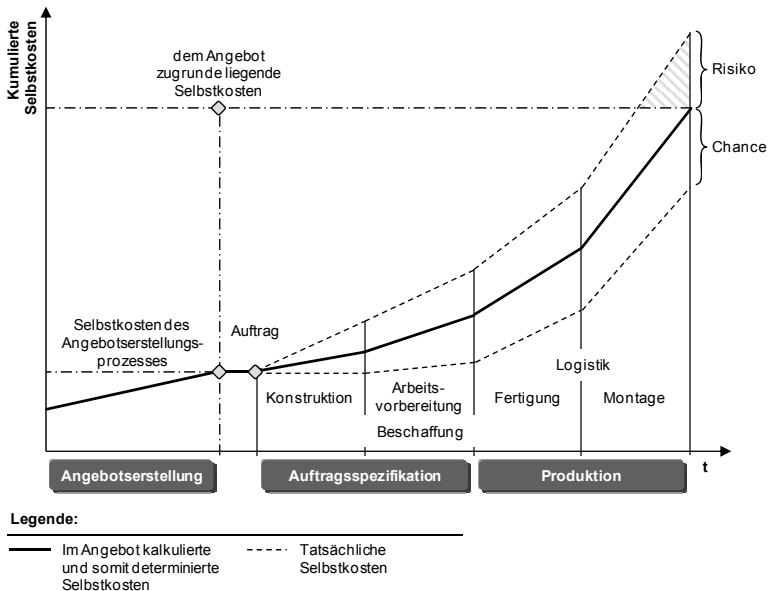 Kumulierte
Selbstkosten
dem Angebot
zugrunde liegende
Selbstkosten
Risiko
Chance
Selbstkosten des
Angebotserstellungs-
prozesses
Auftrag
Logistik
Konstruktion
Arbeits-
vorbereitung
Fertigung
Montage
Beschaffung
t
Angebotserstellung
Auftragsspezifikation
Produktion
Legende:
Im Angebot kalkulierte
und somit determinierte
Selbstkosten
Tatsächliche
Selbstkosten